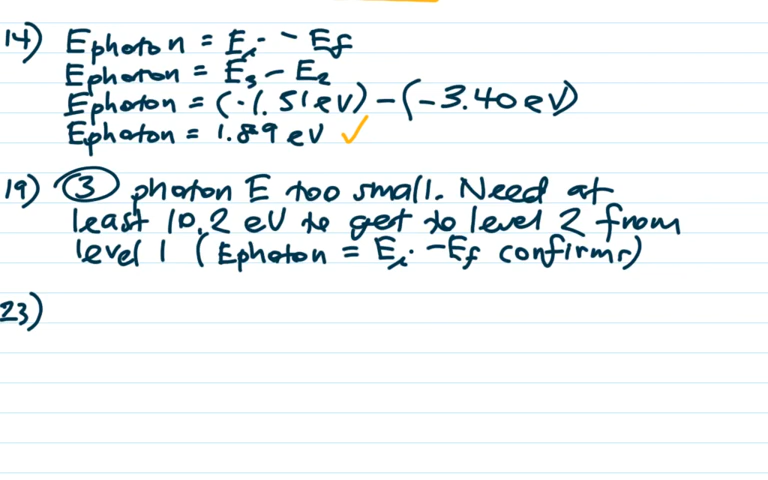 14) Ephoton = Ei - Ef
Ephoton = E3 - E2
Ephoton = (-1.51eV) - (-3.40 eV)
Ephoton = 1.89 eV ✓
19) ③ photon E too small. Need at
least 10.2 eV to get to level 2 from
level 1 (Ephoton = Ei - Ef confirms)
23)